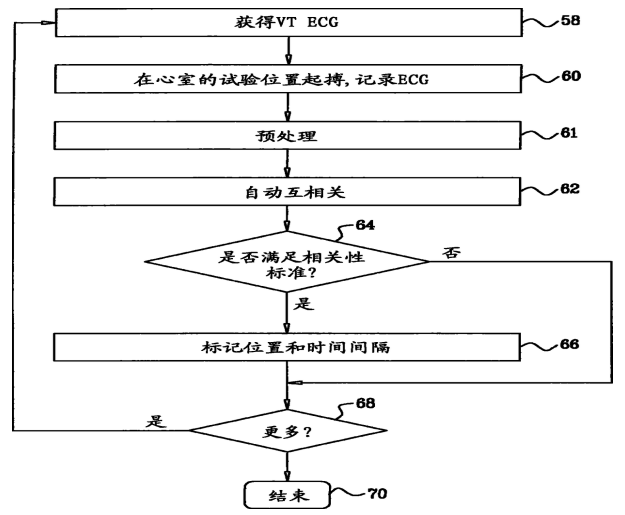 获得VT ECG
58
在心室的试验位置起搏,记录ECG
60
预处理
61
自动互相关
62
64
是否满足相关性
标准?
否
是
标记位置和时间间隔
66
68
是
更多?
结束
70